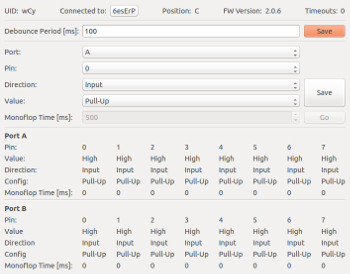 UID: wCy Connected to: 6esErP Position: C FW Version: 2.0.6 Timeouts: 0
Debounce Period [ms]: 100 Save
Port: A
Pin: 0
Direction: Input
Value: Pull-Up Save
Monoflop Time [ms]: 500 Go
Port A
Pin: 0 1 2 3 4 5 6 7
Value: High High High High High High High High
Direction: Input Input Input Input Input Input Input Input
Config: Pull-Up Pull-Up Pull-Up Pull-Up Pull-Up Pull-Up Pull-Up Pull-Up
Monoflop Time [ms]: 0 0 0 0 0 0 0 0
Port B
Pin: 0 1 2 3 4 5 6 7
Value High High High High High High High High
Direction Input Input Input Input Input Input Input Input
Config Pull-Up Pull-Up Pull-Up Pull-Up Pull-Up Pull-Up Pull-Up Pull-Up
Monoflop Time [ms]: 0 0 0 0 0 0 0 0